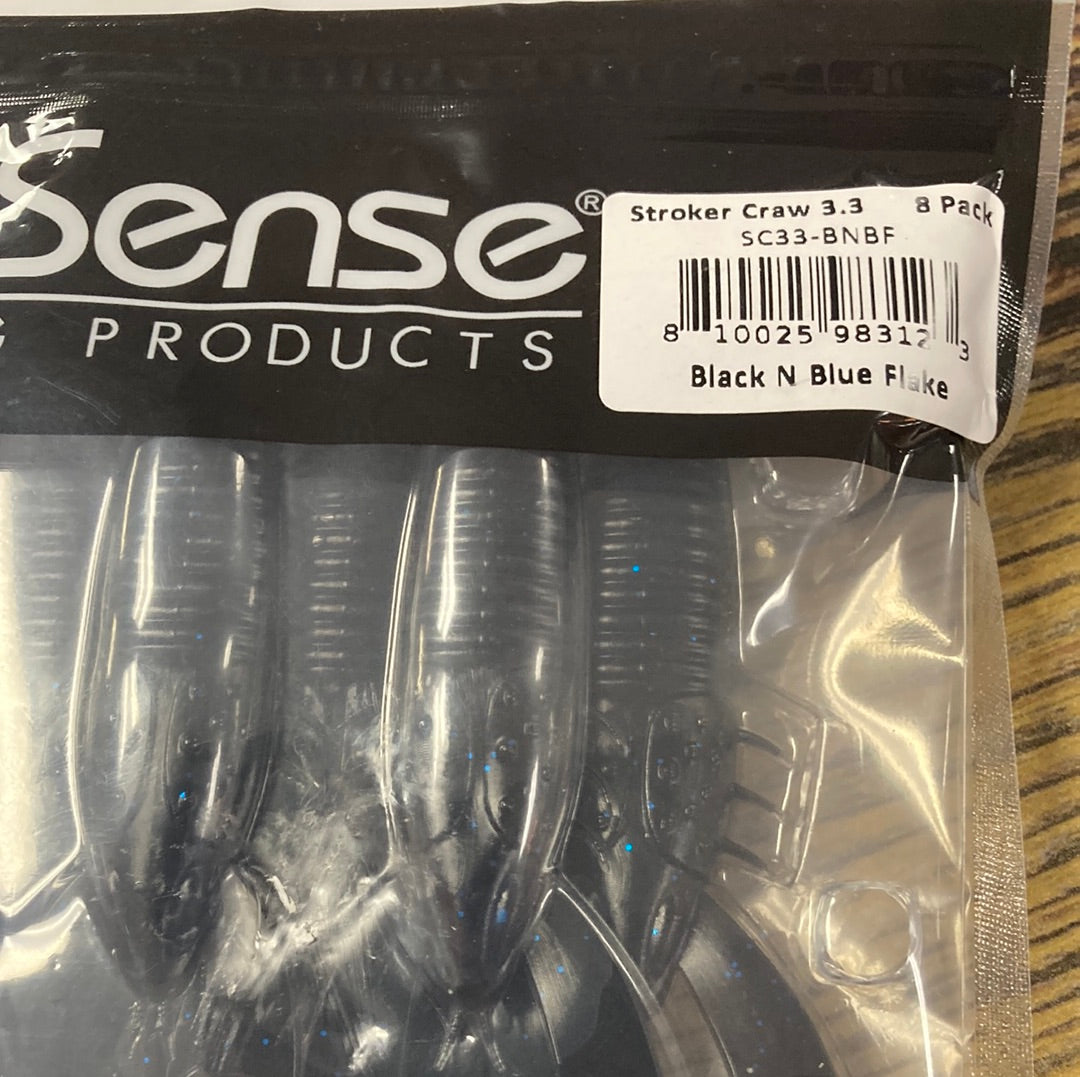 Sense®
PRODUCTS
Stroker Craw 3.3 8 Pack
SC33-BNBF
8 10025 98312 3
Black N Blue Flake